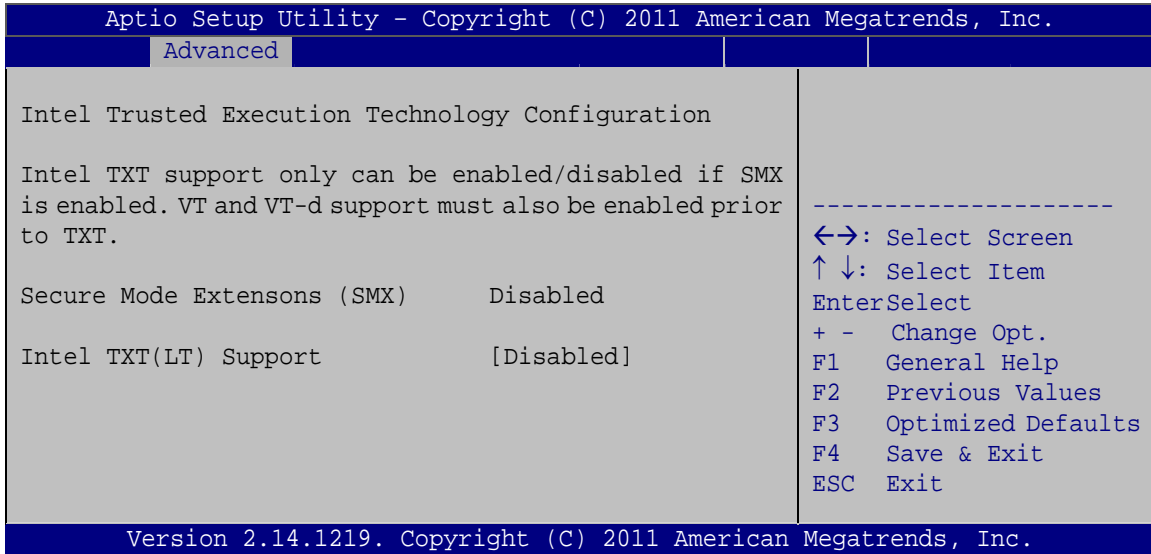 Aptio Setup Utility – Copyright (C) 2011 American Megatrends, Inc.
Advanced
Intel Trusted Execution Technology Configuration
Intel TXT support only can be enabled/disabled if SMX
is enabled. VT and VT-d support must also be enabled prior
to TXT.
Secure Mode Extensons (SMX) Disabled
Intel TXT(LT) Support [Disabled]
---------------------
←→: Select Screen
↑ ↓: Select Item
EnterSelect
+ - Change Opt.
F1 General Help
F2 Previous Values
F3 Optimized Defaults
F4 Save & Exit
ESC Exit
Version 2.14.1219. Copyright (C) 2011 American Megatrends, Inc.